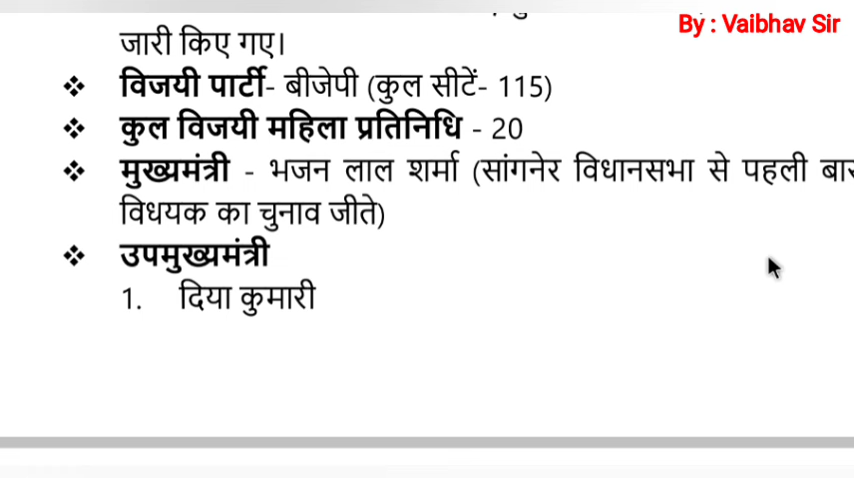 By : Vaibhav Sir
जारी किए गए।
❖ विजयी पार्टी- बीजेपी (कुल सीटें- 115)
❖ कुल विजयी महिला प्रतिनिधि - 20
❖ मुख्यमंत्री - भजन लाल शर्मा (सांगनेर विधानसभा से पहली बार
विधयक का चुनाव जीते)
❖ उपमुख्यमंत्री
1. दिया कुमारी